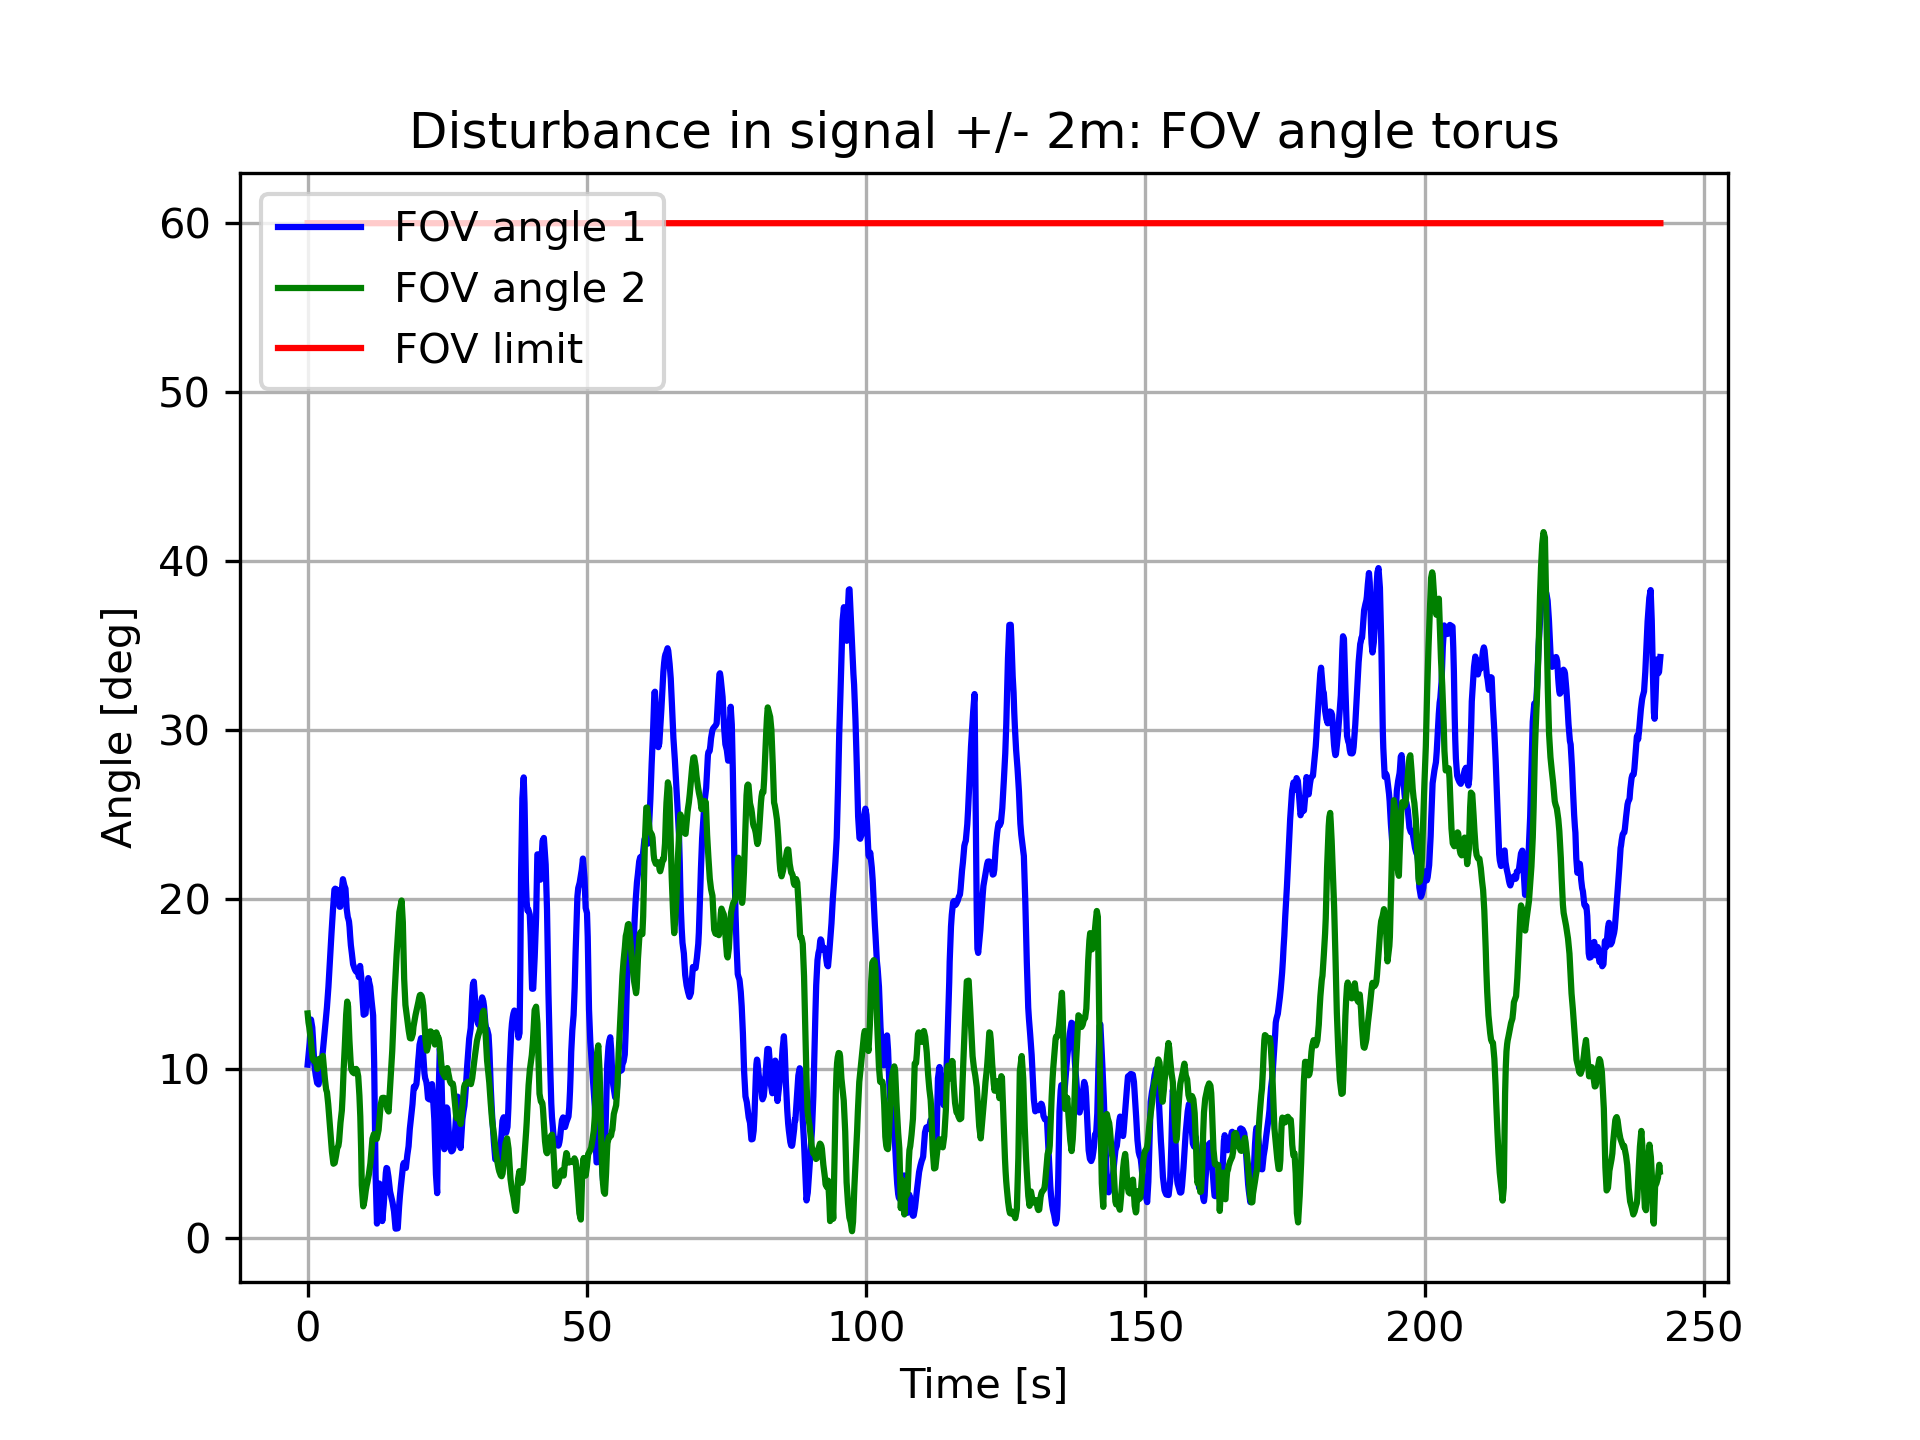 Disturbance in signal +/- 2m: FOV angle torus
FOV angle 1
FOV angle 2
FOV limit
60
50
40
30
20
10
0
Angle [deg]
0 50 100 150 200 250
Time [s]